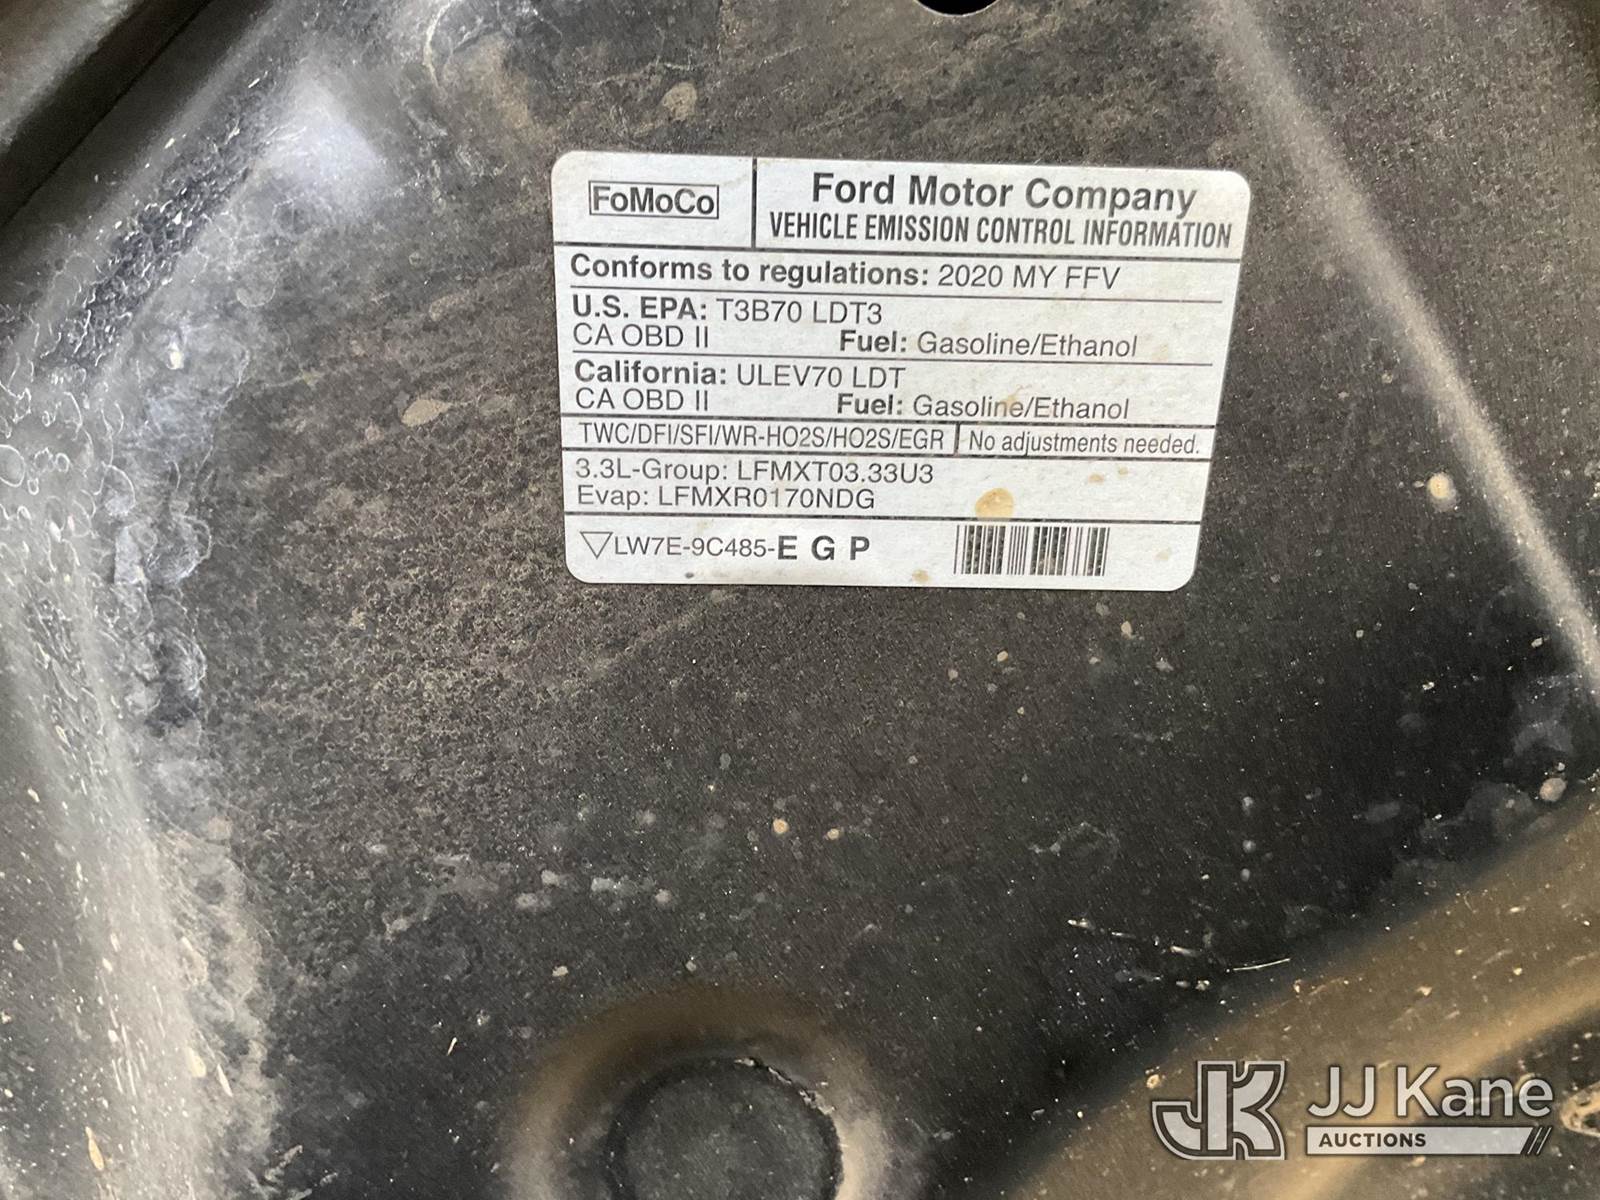 FoMoCo
Ford Motor Company
VEHICLE EMISSION CONTROL INFORMATION
Conforms to regulations: 2020 MY FFV
U.S. EPA: T3B70 LDT3
CA OBD II Fuel: Gasoline/Ethanol
California: ULEV70 LDT
CA OBD II Fuel: Gasoline/Ethanol
TWC/DFI/SFI/WR-HO2S/HO2S/EGR No adjustments needed.
3.3L-Group: LFMXT03.33U3
Evap: LFMXR0170NDG
LW7E-9C485-E G P
JK JJ Kane
AUCTIONS